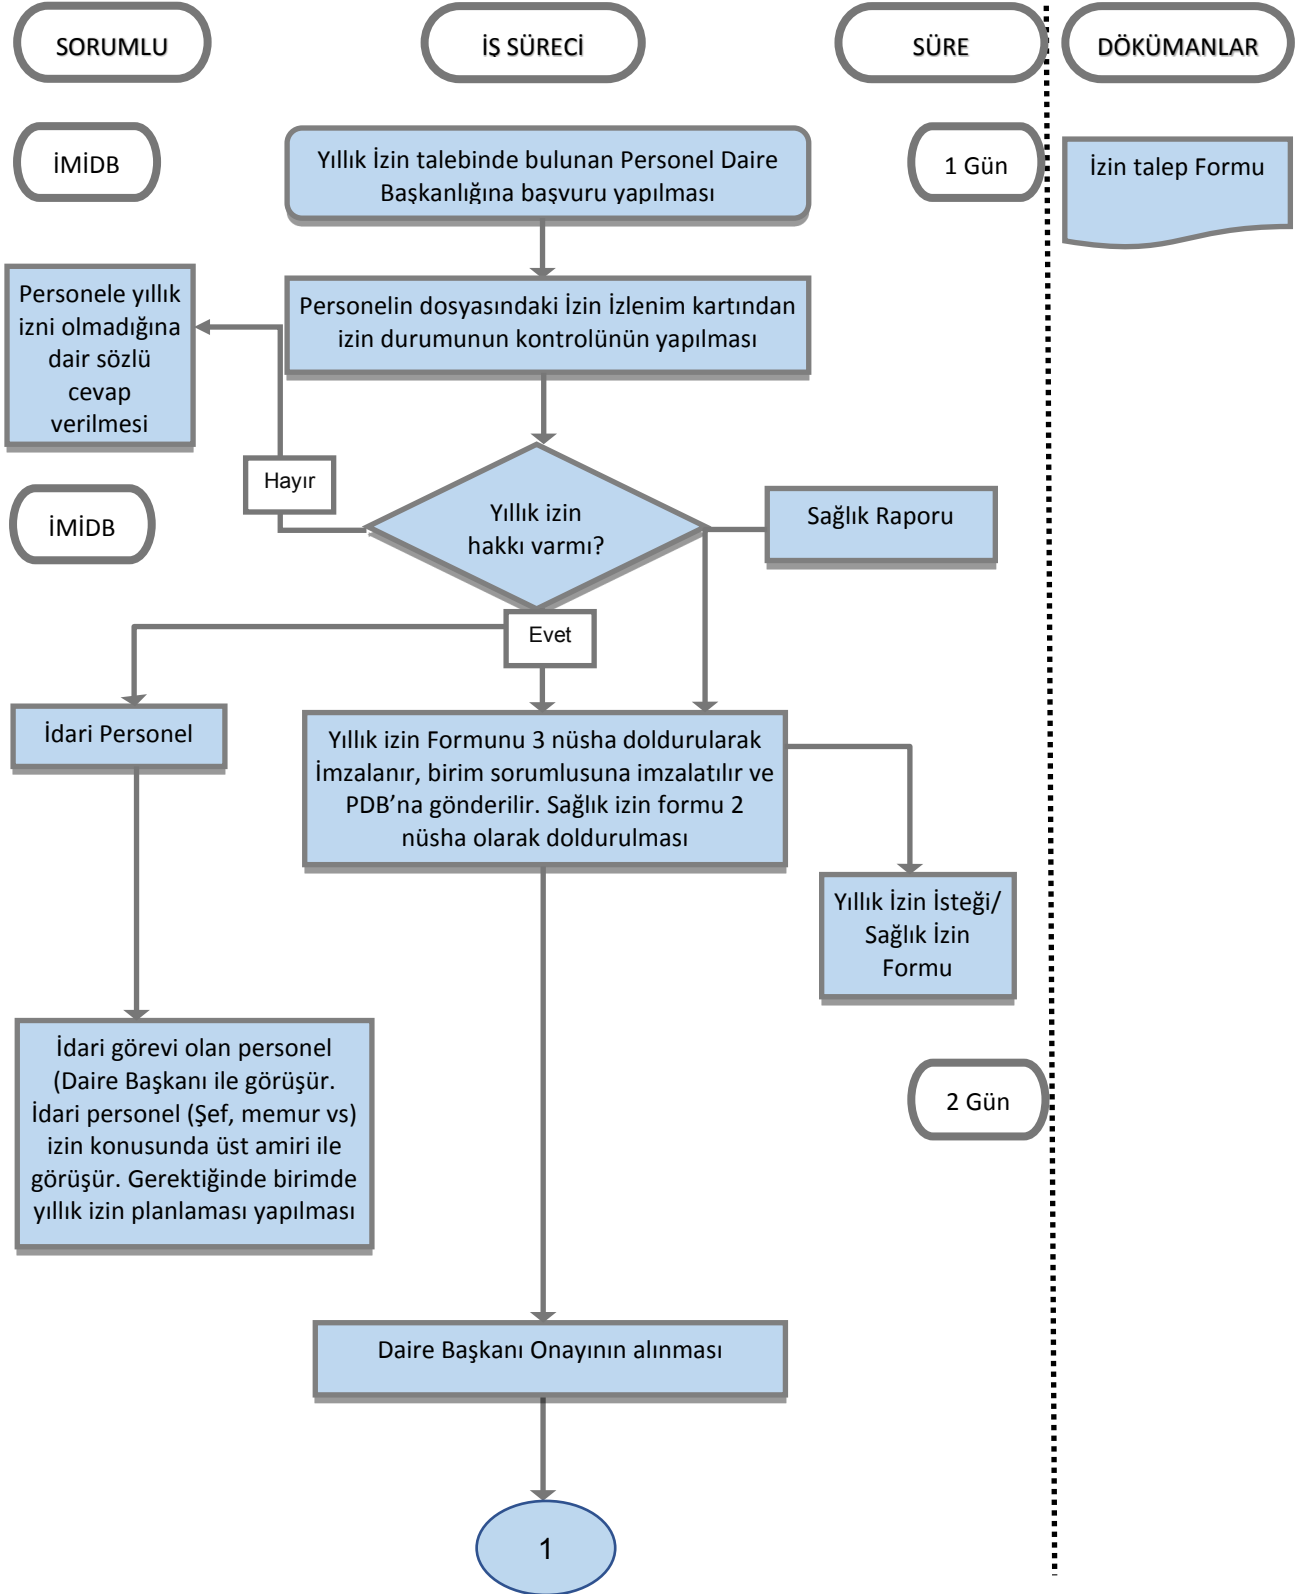 SORUMLU
İŞ SÜRECİ
SÜRE
DÖKÜMANLAR
İMİDB
Yıllık İzin talebinde bulunan Personel Daire
Başkanlığına başvuru yapılması
1 Gün
İzin talep Formu
Personele yıllık
izni olmadığına
dair sözlü
cevap
verilmesi
Personelin dosyasındaki İzin İzlenim kartından
izin durumunun kontrolünün yapılması
Hayır
İMİDB
Yıllık izin
hakkı varmı?
Sağlık Raporu
Evet
İdari Personel
Yıllık izin Formunu 3 nüsha doldurularak
İmzalanır, birim sorumlusuna imzalatılır ve
PDB’na gönderilir. Sağlık izin formu 2
nüsha olarak doldurulması
Yıllık İzin İsteği/
Sağlık İzin
Formu
İdari görevi olan personel
(Daire Başkanı ile görüşür.
İdari personel (Şef, memur vs)
izin konusunda üst amiri ile
görüşür. Gerektiğinde birimde
yıllık izin planlaması yapılması
2 Gün
Daire Başkanı Onayının alınması
1